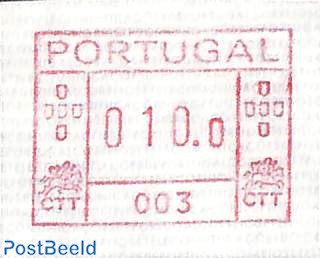 PORTUGAL
010.0
CTT 003 CTT
PostBeeld